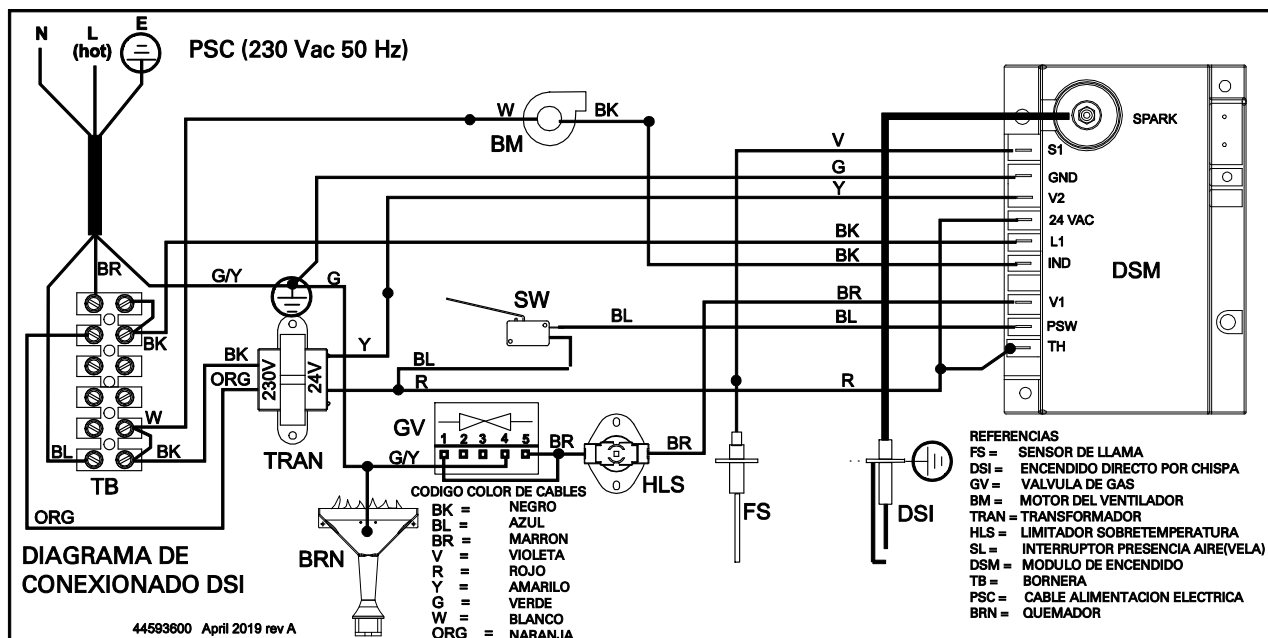 N
L
(hot)
E
PSC (230 Vac 50 Hz)
W
BM
BK
V
G
Y
BK
BK
BR
BL
R
SPARK
S1
GND
V2
24 VAC
L1
IND
V1
PSW
TH
DSM
BR
G/Y
G
SW
BL
BL
BK
BK
ORG
230V
24V
Y
R
TRAN
W
BL
BK
TB
ORG
GV
1 2 3 4 5
G/Y
BR
BR
HLS
FS
DSI
BRN
CODIGO COLOR DE CABLES
BK = NEGRO
BL = AZUL
BR = MARRON
V = VIOLETA
R = ROJO
Y = AMARILO
G = VERDE
W = BLANCO
ORG = NARANJA
REFERENCIAS
FS = SENSOR DE LLAMA
DSI = ENCENDIDO DIRECTO POR CHISPA
GV = VALVULA DE GAS
BM = MOTOR DEL VENTILADOR
TRAN = TRANSFORMADOR
HLS = LIMITADOR SOBRETEMPERATURA
SL = INTERRUPTOR PRESENCIA AIRE(VELA)
DSM = MODULO DE ENCENDIDO
TB = BORNERA
PSC = CABLE ALIMENTACION ELECTRICA
BRN = QUEMADOR
DIAGRAMA DE
CONEXIONADO DSI
44593600 April 2019 rev A